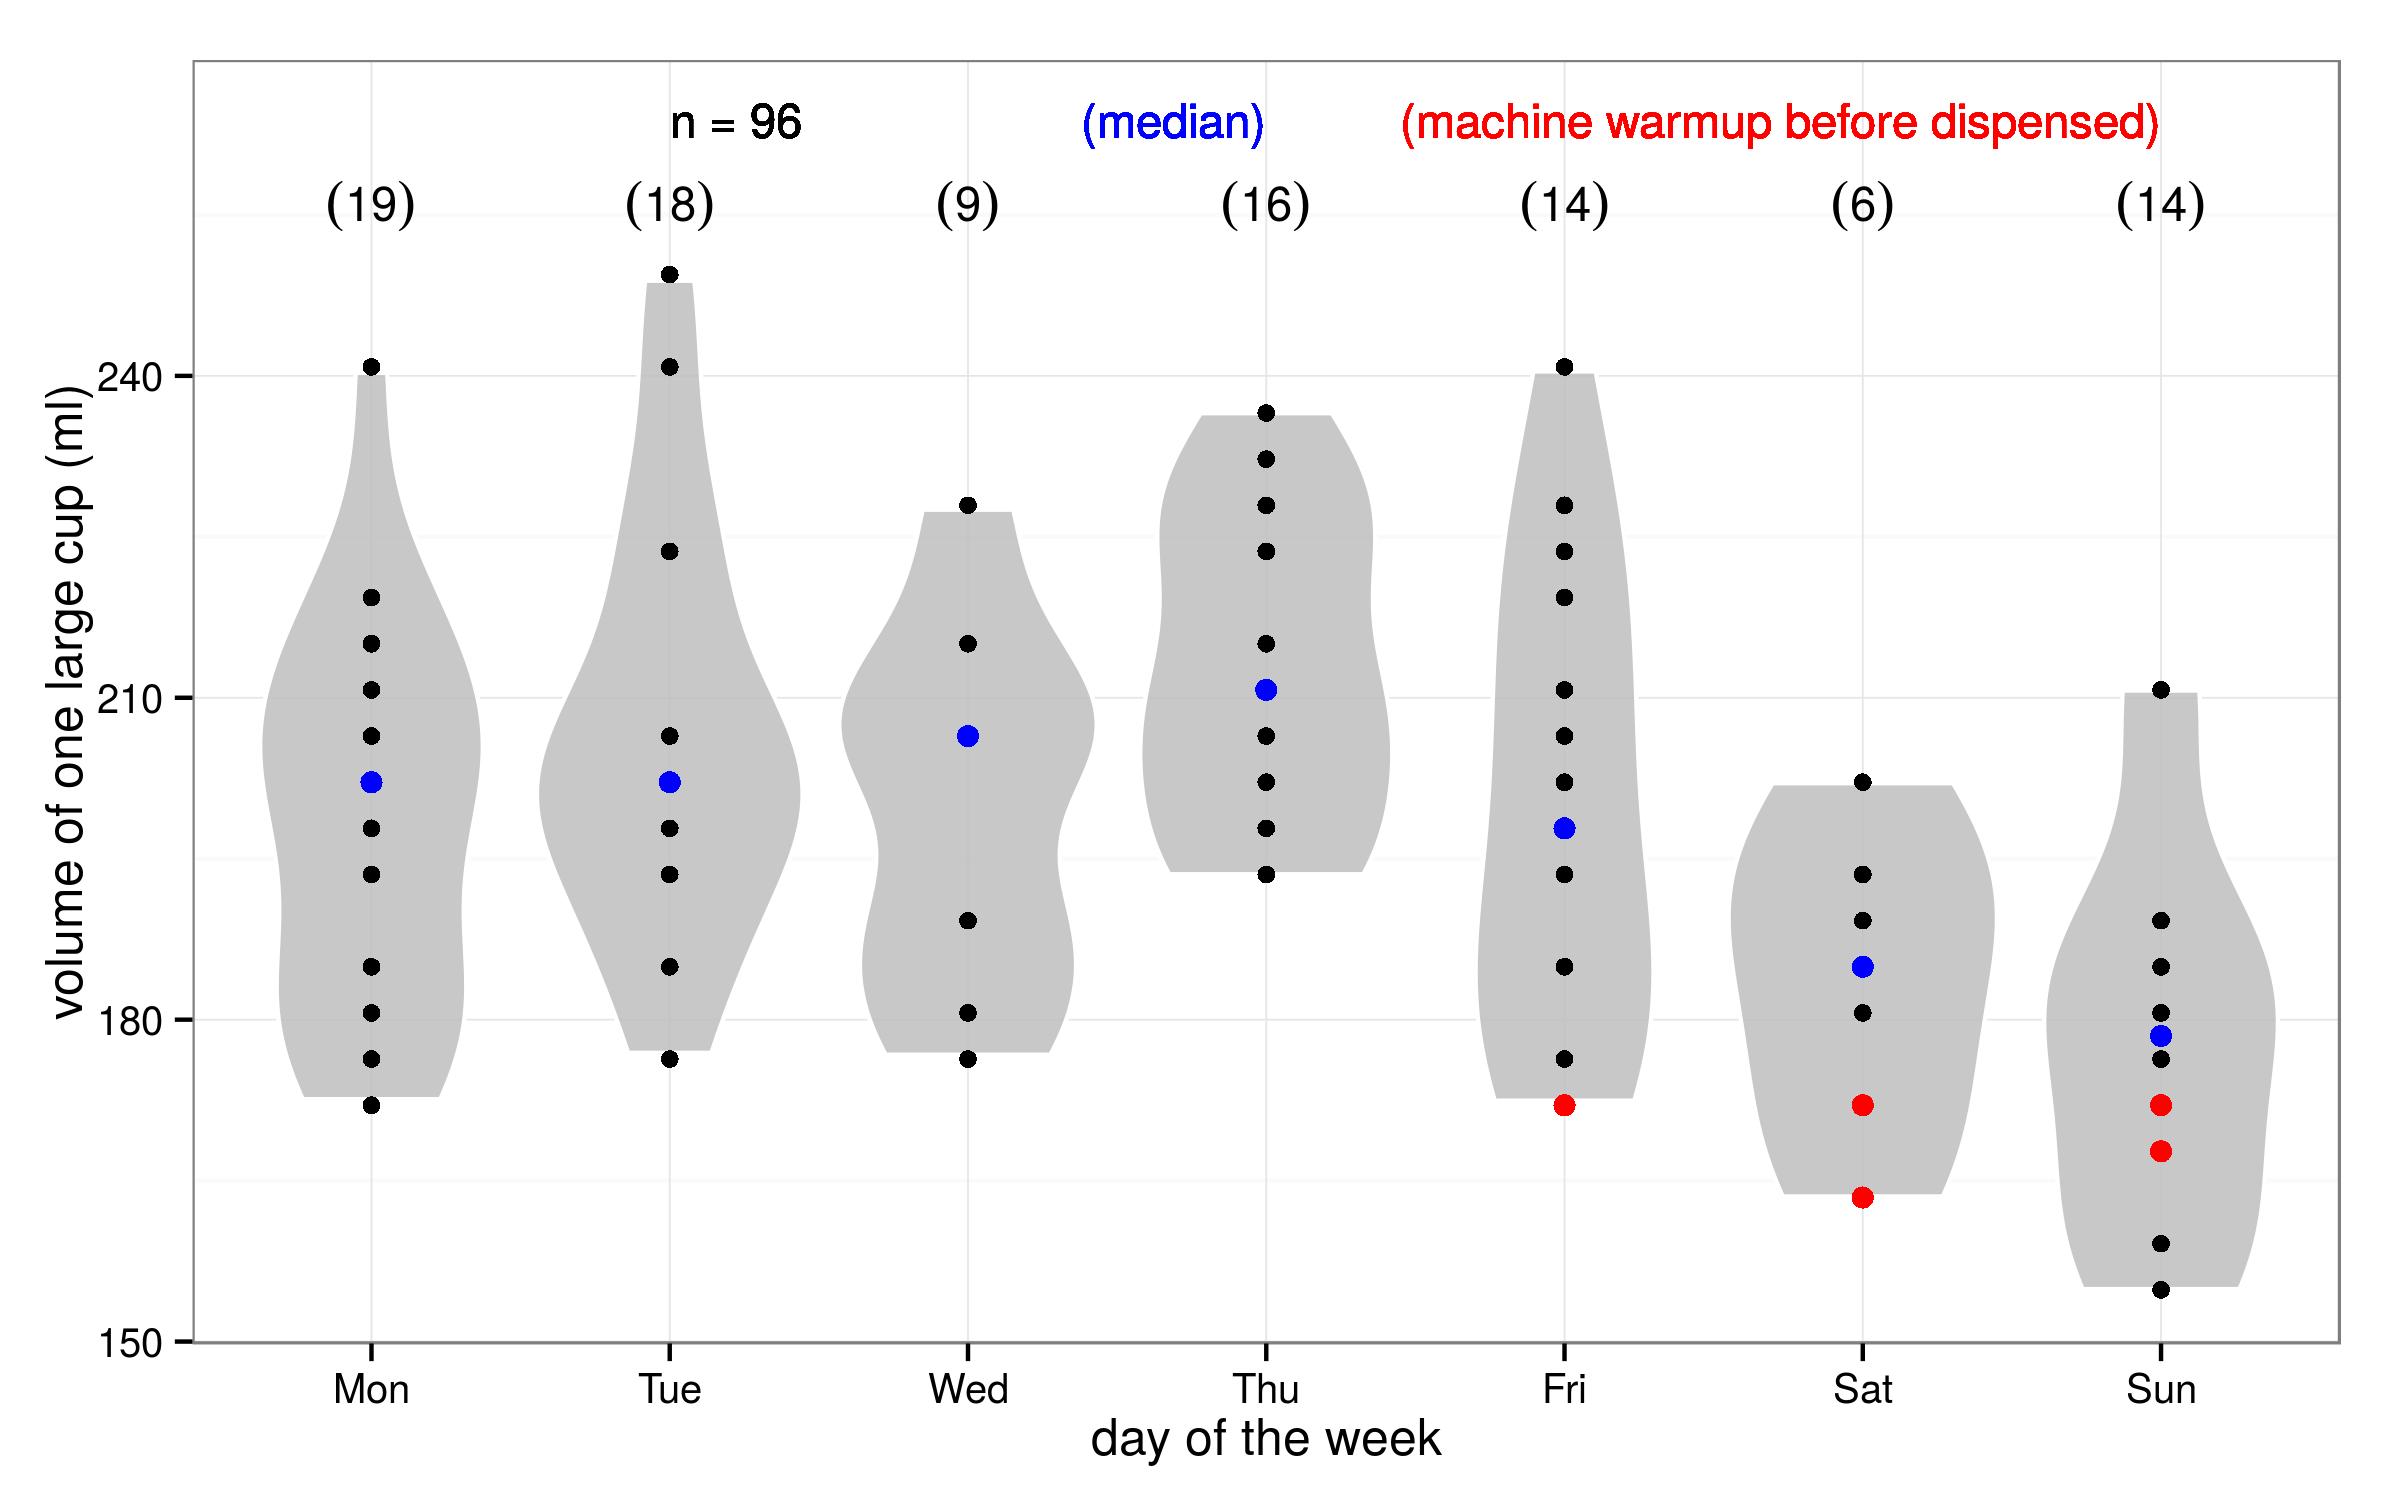 n = 96 (median) (machine warmup before dispensed)
(19) (18) (9) (16) (14) (6) (14)
volume of one large cup (ml)
240
210
180
150
Mon Tue Wed Thu Fri Sat Sun
day of the week